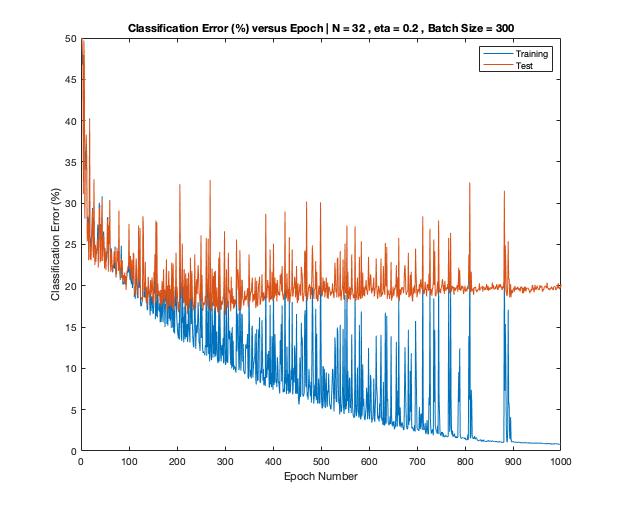 Classification Error (%) versus Epoch | N = 32 , eta = 0.2 , Batch Size = 300
Training
Test
50
45
40
35
30
25
20
15
10
5
0
Classification Error (%)
0 100 200 300 400 500 600 700 800 900 1000
Epoch Number